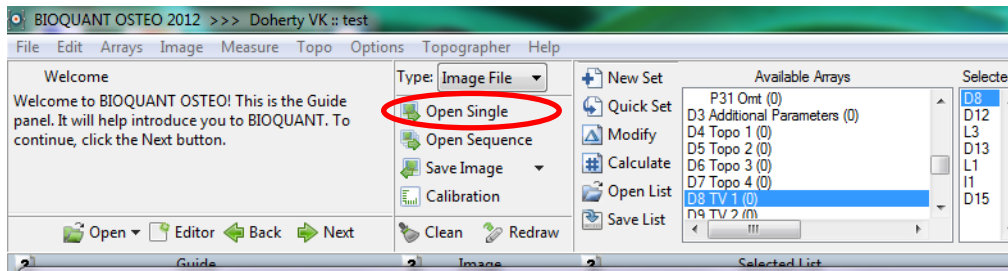 BIOQUANT OSTEO 2012 >>> Doherty VK :: test
File Edit Arrays Image Measure Topo Options Topographer Help
Welcome
Welcome to BIOQUANT OSTEO! This is the Guide
panel. It will help introduce you to BIOQUANT. To
continue, click the Next button.
Open Editor Back Next
Guide
Type: Image File
Open Single
Open Sequence
Save Image
Calibration
Clean Redraw
Image
New Set
Quick Set
Modify
Calculate
Open List
Save List
Available Arrays
P31 Omt (0)
D3 Additional Parameters (0)
D4 Topo 1 (0)
D5 Topo 2 (0)
D6 Topo 3 (0)
D7 Topo 4 (0)
D8 TV 1 (0)
D9 TV 2 (0)
Selecte
D8
D12
L3
D13
L1
I1
D15
Selected List